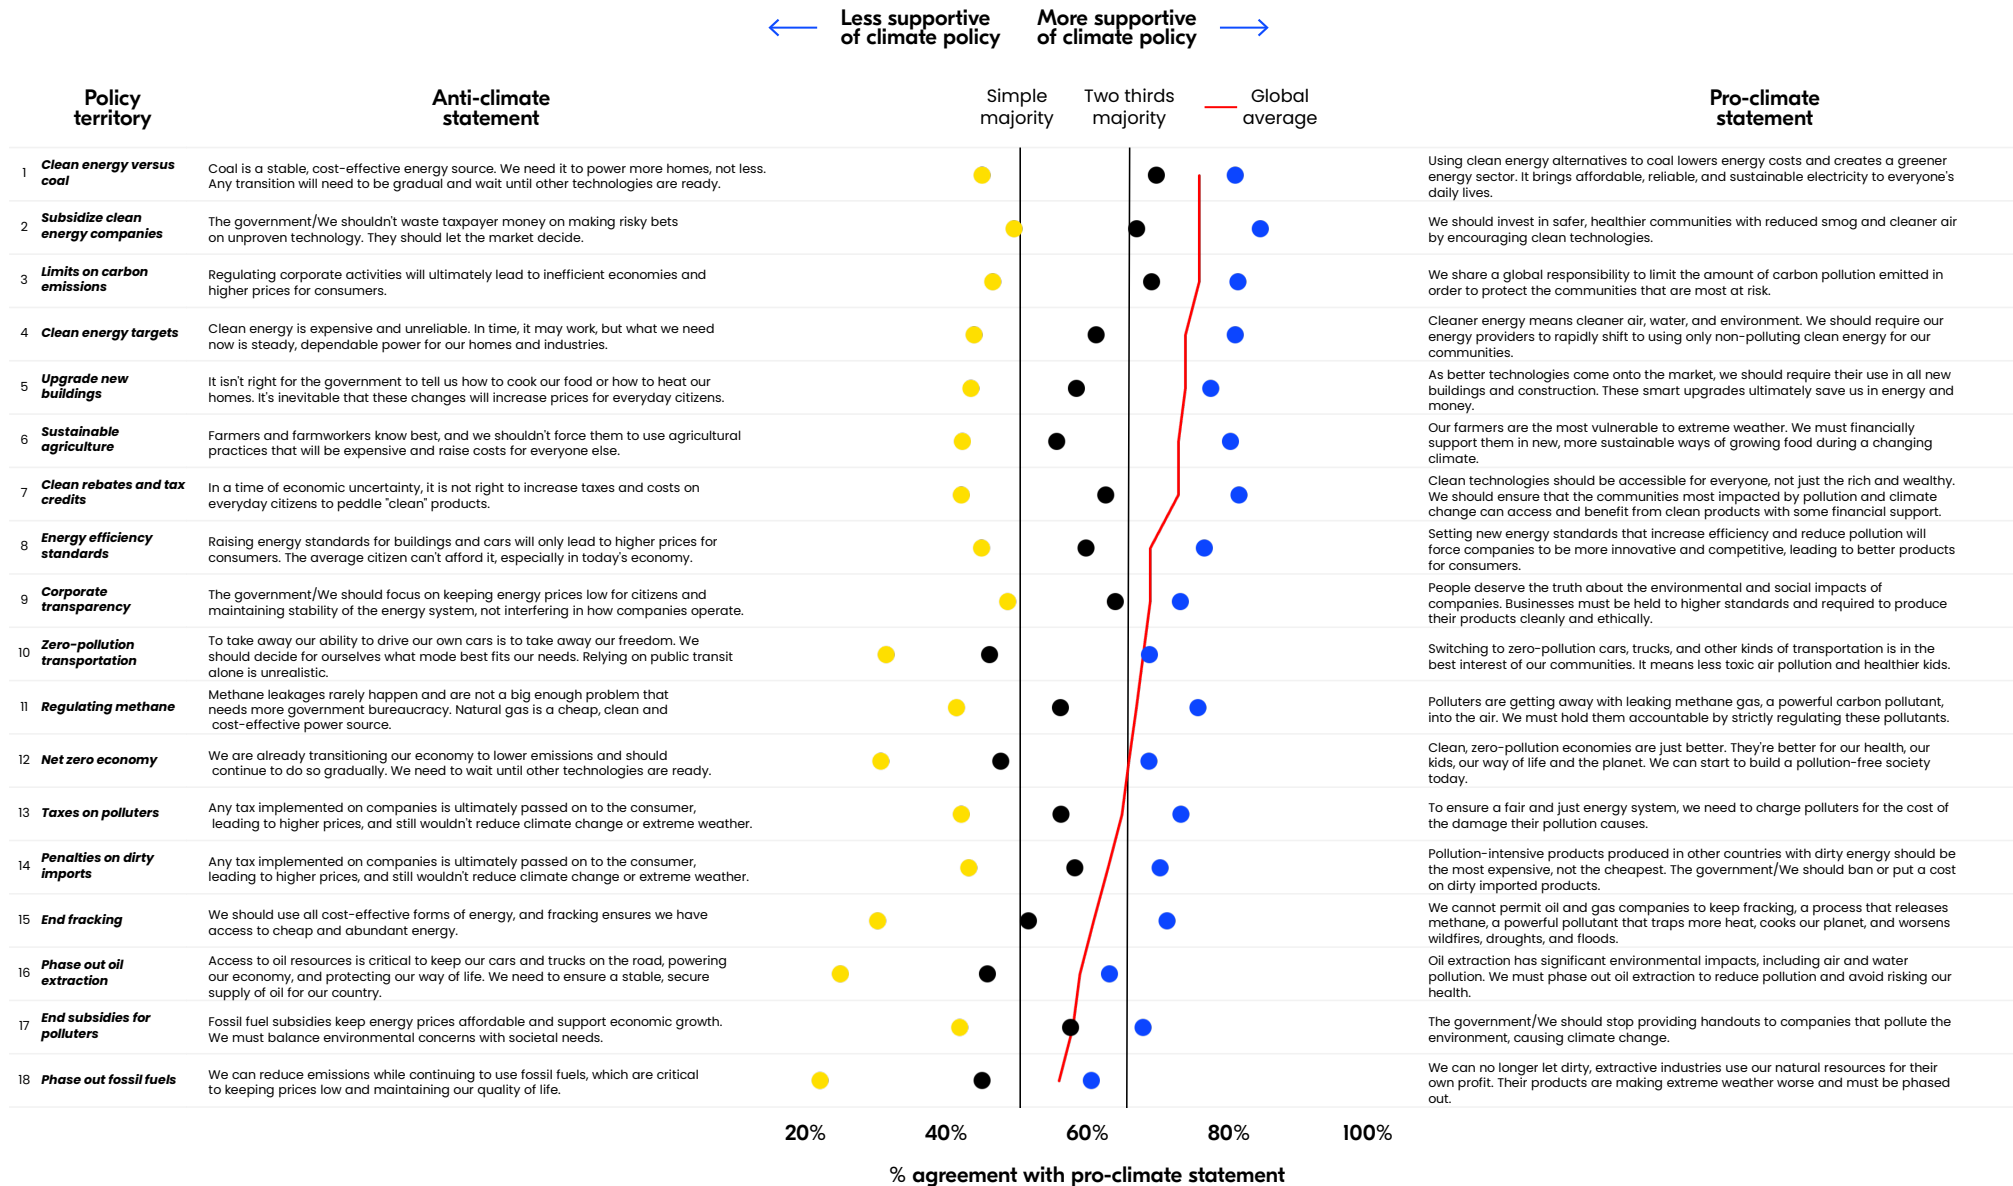 Less supportive
of climate policy
More supportive
of climate policy
Policy
territory
Anti-climate
statement
Simple
majority
Two thirds
majority
Global
average
Pro-climate
statement
1
Clean energy versus
coal
Coal is a stable, cost-effective energy source. We need it to power more homes, not less.
Any transition will need to be gradual and wait until other technologies are ready.
Using clean energy alternatives to coal lowers energy costs and creates a greener
energy sector. It brings affordable, reliable, and sustainable electricity to everyone's
daily lives.
2
Subsidize clean
energy companies
The government/We shouldn't waste taxpayer money on making risky bets
on unproven technology. They should let the market decide.
We should invest in safer, healthier communities with reduced smog and cleaner air
by encouraging clean technologies.
3
Limits on carbon
emissions
Regulating corporate activities will ultimately lead to inefficient economies and
higher prices for consumers.
We share a global responsibility to limit the amount of carbon pollution emitted in
order to protect the communities that are most at risk.
4
Clean energy targets
Clean energy is expensive and unreliable. In time, it may work, but what we need
now is steady, dependable power for our homes and industries.
Cleaner energy means cleaner air, water, and environment. We should require our
energy providers to rapidly shift to using only non-polluting clean energy for our
communities.
5
Upgrade new
buildings
It isn't right for the government to tell us how to cook our food or how to heat our
homes. It's inevitable that these changes will increase prices for everyday citizens.
As better technologies come onto the market, we should require their use in all new
buildings and construction. These smart upgrades ultimately save us in energy and
money.
6
Sustainable
agriculture
Farmers and farmworkers know best, and we shouldn't force them to use agricultural
practices that will be expensive and raise costs for everyone else.
Our farmers are the most vulnerable to extreme weather. We must financially
support them in new, more sustainable ways of growing food during a changing
climate.
7
Clean rebates and tax
credits
In a time of economic uncertainty, it is not right to increase taxes and costs on
everyday citizens to peddle "clean" products.
Clean technologies should be accessible for everyone, not just the rich and wealthy.
We should ensure that the communities most impacted by pollution and climate
change can access and benefit from clean products with some financial support.
8
Energy efficiency
standards
Raising energy standards for buildings and cars will only lead to higher prices for
consumers. The average citizen can't afford it, especially in today's economy.
Setting new energy standards that increase efficiency and reduce pollution will
force companies to be more innovative and competitive, leading to better products
for consumers.
9
Corporate
transparency
The government/We should focus on keeping energy prices low for citizens and
maintaining stability of the energy system, not interfering in how companies operate.
People deserve the truth about the environmental and social impacts of
companies. Businesses must be held to higher standards and required to produce
their products cleanly and ethically.
10
Zero-pollution
transportation
To take away our ability to drive our own cars is to take away our freedom. We
should decide for ourselves what mode best fits our needs. Relying on public transit
alone is unrealistic.
Switching to zero-pollution cars, trucks, and other kinds of transportation is in the
best interest of our communities. It means less toxic air pollution and healthier kids.
11
Regulating methane
Methane leakages rarely happen and are not a big enough problem that
needs more government bureaucracy. Natural gas is a cheap, clean and
cost-effective power source.
Polluters are getting away with leaking methane gas, a powerful carbon pollutant,
into the air. We must hold them accountable by strictly regulating these pollutants.
12
Net zero economy
We are already transitioning our economy to lower emissions and should
continue to do so gradually. We need to wait until other technologies are ready.
Clean, zero-pollution economies are just better. They're better for our health, our
kids, our way of life and the planet. We can start to build a pollution-free society
today.
13
Taxes on polluters
Any tax implemented on companies is ultimately passed on to the consumer,
leading to higher prices, and still wouldn't reduce climate change or extreme weather.
To ensure a fair and just energy system, we need to charge polluters for the cost of
the damage their pollution causes.
14
Penalties on dirty
imports
Any tax implemented on companies is ultimately passed on to the consumer,
leading to higher prices, and still wouldn't reduce climate change or extreme weather.
Pollution-intensive products produced in other countries with dirty energy should be
the most expensive, not the cheapest. The government/We should ban or put a cost
on dirty imported products.
15
End fracking
We should use all cost-effective forms of energy, and fracking ensures we have
access to cheap and abundant energy.
We cannot permit oil and gas companies to keep fracking, a process that releases
methane, a powerful pollutant that traps more heat, cooks our planet, and worsens
wildfires, droughts, and floods.
16
Phase out oil
extraction
Access to oil resources is critical to keep our cars and trucks on the road, powering
our economy, and protecting our way of life. We need to ensure a stable, secure
supply of oil for our country.
Oil extraction has significant environmental impacts, including air and water
pollution. We must phase out oil extraction to reduce pollution and avoid risking our
health.
17
End subsidies for
polluters
Fossil fuel subsidies keep energy prices affordable and support economic growth.
We must balance environmental concerns with societal needs.
The government/We should stop providing handouts to companies that pollute the
environment, causing climate change.
18
Phase out fossil fuels
We can reduce emissions while continuing to use fossil fuels, which are critical
to keeping prices low and maintaining our quality of life.
We can no longer let dirty, extractive industries use our natural resources for their
own profit. Their products are making extreme weather worse and must be phased
out.
20%
40%
60%
80%
100%
% agreement with pro-climate statement